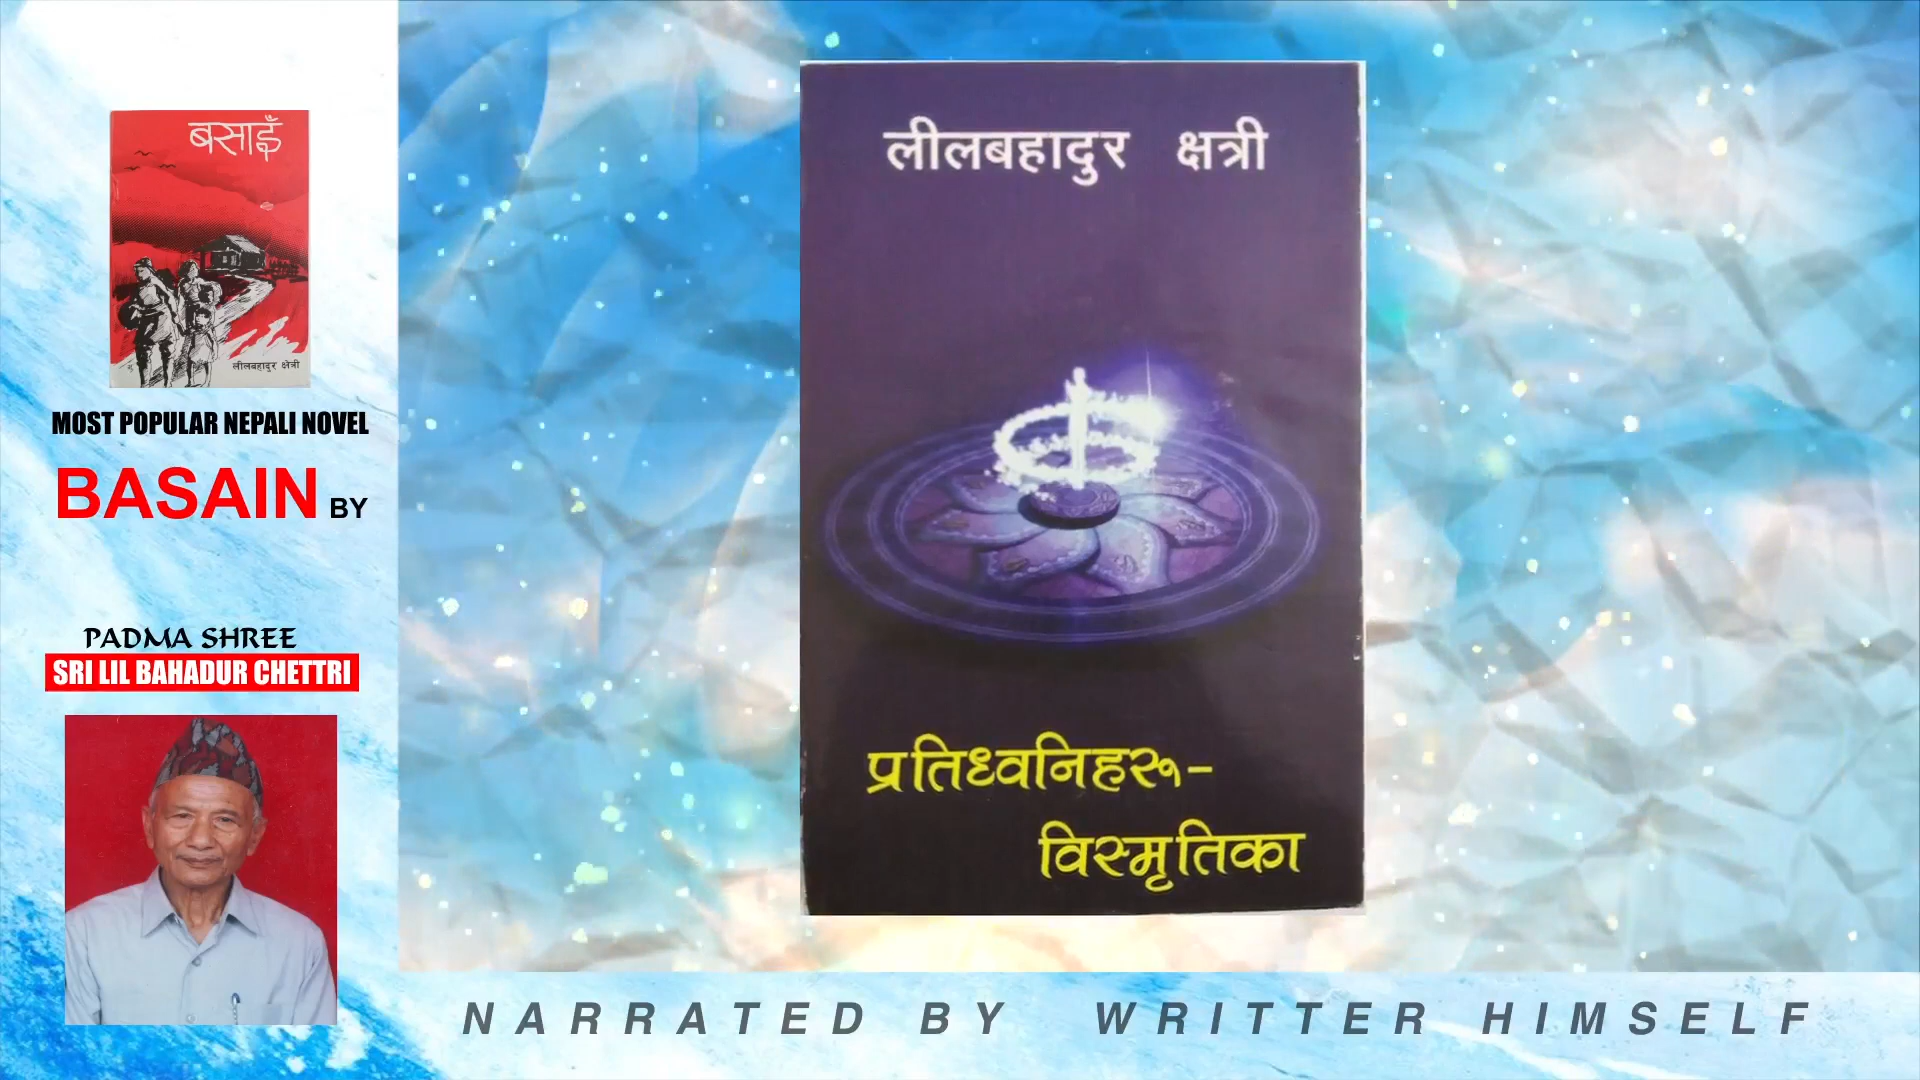 बसाइँ
लीलबहादुर क्षेत्री
MOST POPULAR NEPALI NOVEL
BASAIN BY
PADMA SHREE
SRI LIL BAHADUR CHETTRI
लीलबहादुर क्षत्री
प्रतिध्वनिहरू-
विस्मृतिका
NARRATED BY WRITTER HIMSELF